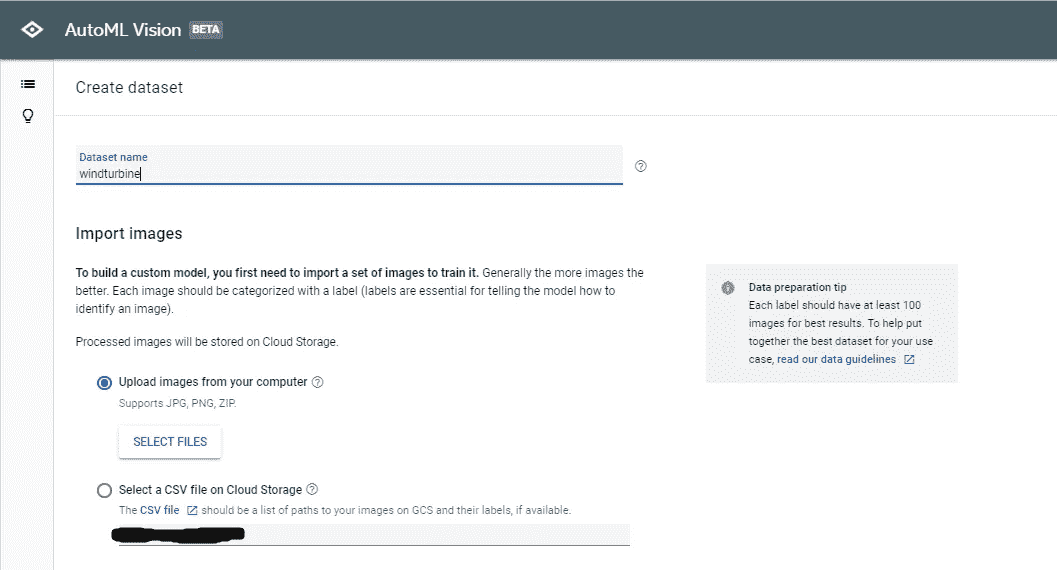 AutoML Vision BETA
Create dataset
Dataset name
windturbine
Import images
To build a custom model, you first need to import a set of images to train it. Generally the more images the
better. Each image should be categorized with a label (labels are essential for telling the model how to
identify an image).
Processed images will be stored on Cloud Storage.
Upload images from your computer
Supports JPG, PNG, ZIP.
SELECT FILES
Select a CSV file on Cloud Storage
The CSV file should be a list of paths to your images on GCS and their labels, if available.
Data preparation tip
Each label should have at least 100
images for best results. To help put
together the best dataset for your use
case, read our data guidelines